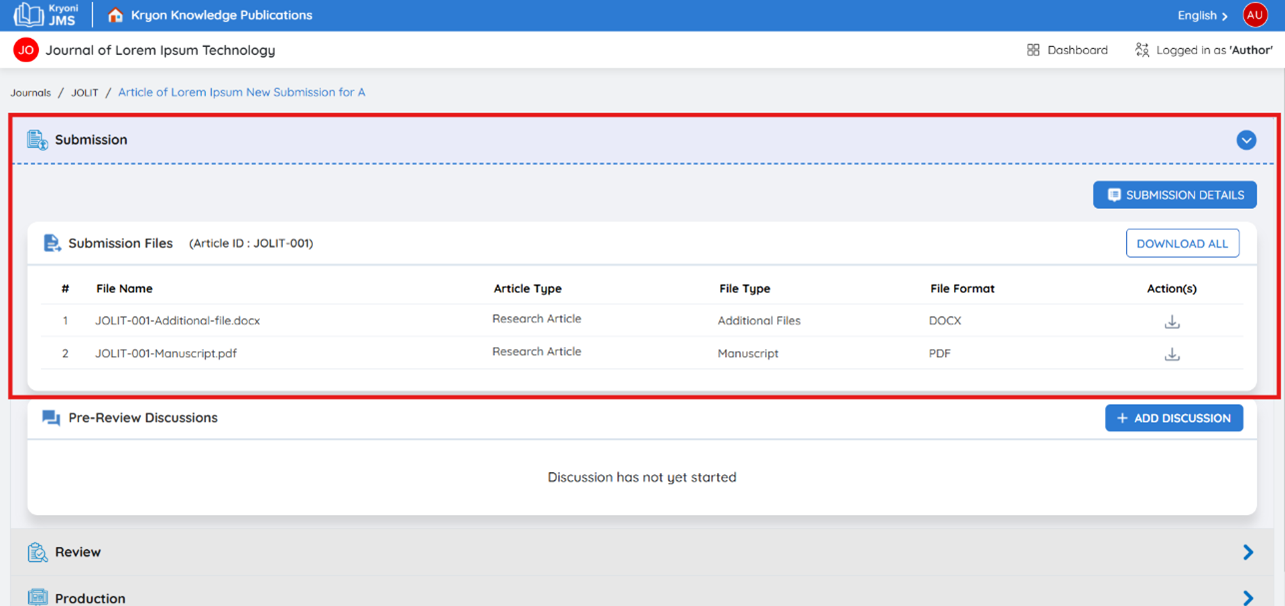 Kryoni
JMS
Kryon Knowledge Publications
English
AU
JO Journal of Lorem Ipsum Technology
Dashboard
Logged in as 'Author'
Journals / JOLIT / Article of Lorem Ipsum New Submission for A
Submission
SUBMISSION DETAILS
Submission Files (Article ID : JOLIT-001)
DOWNLOAD ALL
# File Name Article Type File Type File Format Action(s)
1 JOLIT-001-Additional-file.docx Research Article Additional Files DOCX
2 JOLIT-001-Manuscript.pdf Research Article Manuscript PDF
Pre-Review Discussions
+ ADD DISCUSSION
Discussion has not yet started
Review
Production